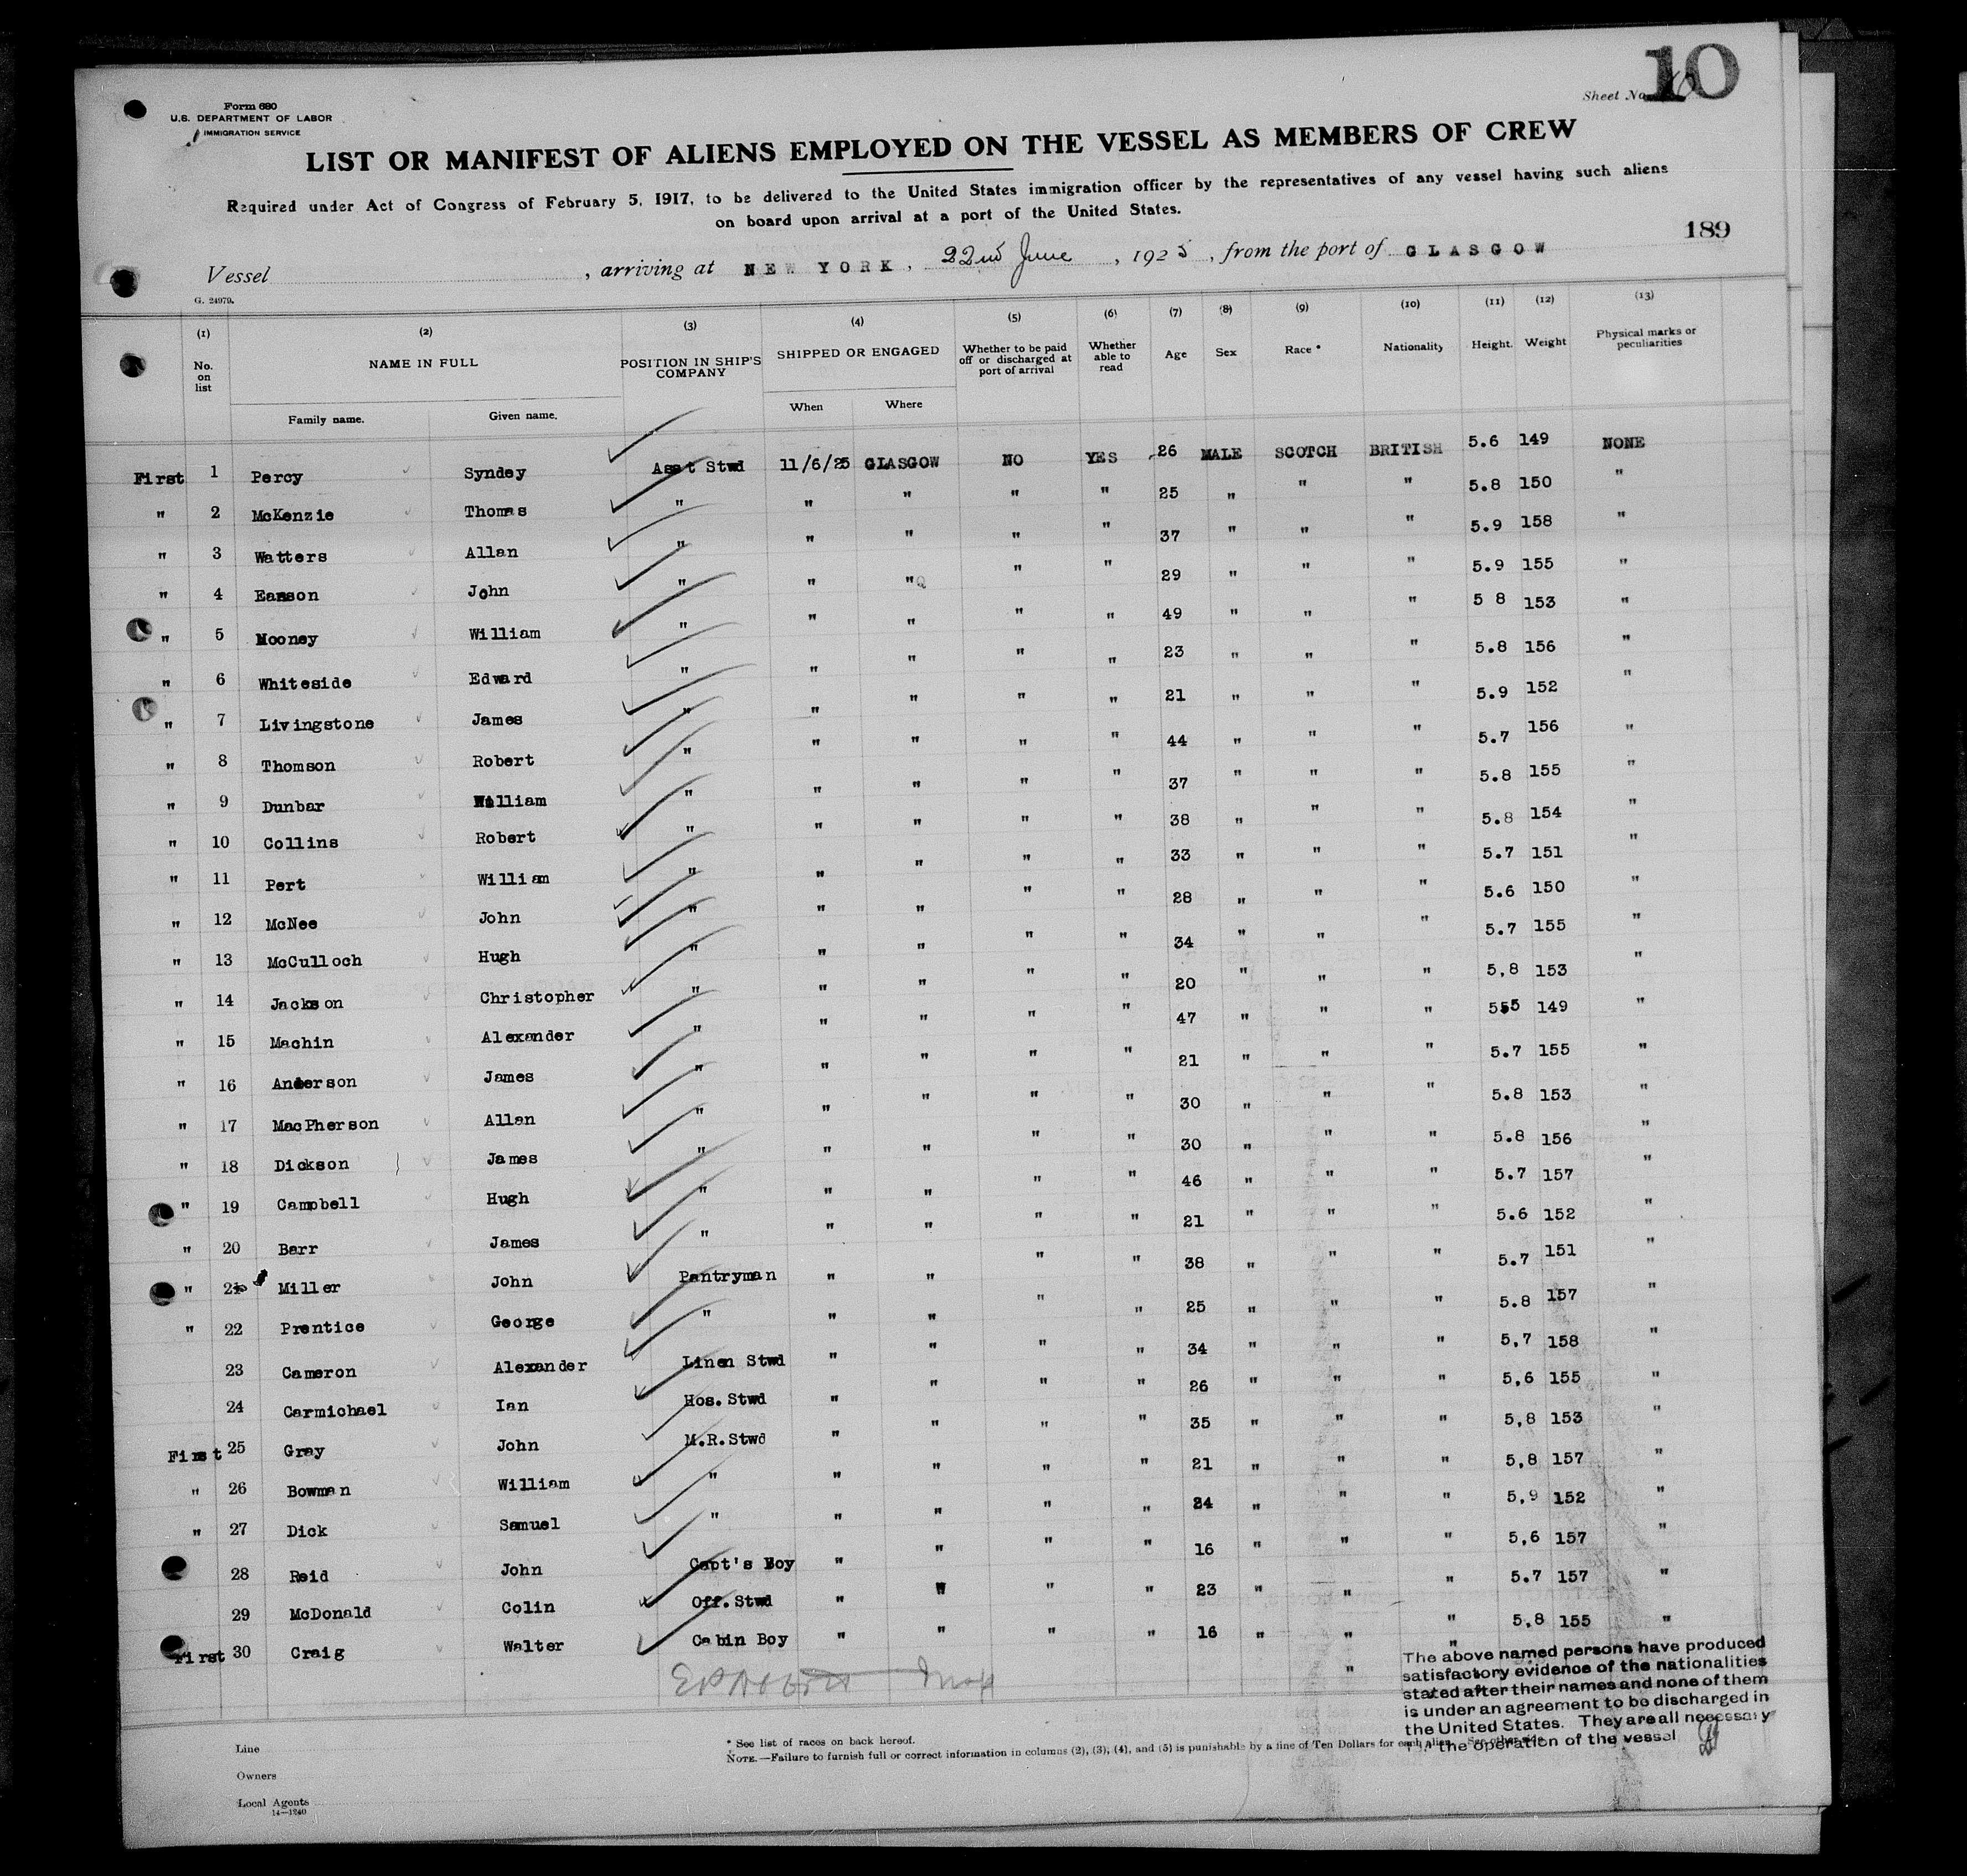 10
Sheet No. 10
Form 680
U.S. DEPARTMENT OF LABOR
IMMIGRATION SERVICE
LIST OR MANIFEST OF ALIENS EMPLOYED ON THE VESSEL AS MEMBERS OF CREW
Required under Act of Congress of February 5, 1917, to be delivered to the United States immigration officer by the representatives of any vessel having such aliens
on board upon arrival at a port of the United States.
189
Vessel , arriving at NEW YORK, 22nd June, 1925, from the port of GLASGOW
G. 24979.
(1) (2) (3) (4) (5) (6) (7) (8) (9) (10) (11) (12) (13)
No. on list NAME IN FULL POSITION IN SHIP'S COMPANY SHIPPED OR ENGAGED Whether to be paid off or discharged at port of arrival Whether able to read Age Sex Race * Nationality Height. Weight Physical marks or peculiarities
Family name. Given name. When Where
First 1 Percy Syndey Asst Stwd 11/6/25 GLASGOW NO YES 26 MALE SCOTCH BRITISH 5.6 149 NONE
" 2 McKenzie Thomas " " " " " 25 " " " 5.8 150 "
" 3 Watters Allan " " " " " 37 " " " 5.9 158 "
" 4 Eanson John " " " " " 29 " " " 5.9 155 "
" 5 Mooney William " " " " " 49 " " " 5 8 153 "
" 6 Whiteside Edward " " " " " 23 " " " 5.8 156 "
" 7 Livingstone James " " " " " 21 " " " 5.9 152 "
" 8 Thomson Robert " " " " " 44 " " " 5.7 156 "
" 9 Dunbar William " " " " " 37 " " " 5.8 155 "
" 10 Collins Robert " " " " " 38 " " " 5.8 154 "
" 11 Pert William " " " " " 33 " " " 5.7 151 "
" 12 McNee John " " " " " 28 " " " 5.6 150 "
" 13 McCulloch Hugh " " " " " 34 " " " 5.7 155 "
" 14 Jackson Christopher " " " " " 20 " " " 5,8 153 "
" 15 Machin Alexander " " " " " 47 " " " 555 149 "
" 16 Anderson James " " " " " 21 " " " 5.7 155 "
" 17 MacPherson Allan " " " " " 30 " " " 5.8 153 "
" 18 Dickson James " " " " " 30 " " " 5.8 156 "
" 19 Campbell Hugh " " " " " 46 " " " 5.7 157 "
" 20 Barr James " " " " " 21 " " " 5.6 152 "
" 21 Miller John Pantryman " " " " 38 " " " 5.7 151 "
" 22 Prentice George " " " " " 25 " " " 5.8 157 "
23 Cameron Alexander Linen Stwd " " " " 34 " " " 5,7 158 "
24 Carmichael Ian Hos. Stwd " " " " 26 " " " 5,6 155 "
First 25 Gray John M.R.Stwd " " " " 35 " " " 5,8 153 "
" 26 Bowman William " " " " " 21 " " " 5,8 157 "
" 27 Dick Samuel " " " " " 24 " " " 5,9 152 "
28 Reid John Capt's Boy " " " " 16 " " " 5,6 157 "
29 McDonald Colin Off.Stwd " " " " 23 " " " 5.7 157 "
First 30 Craig Walter Cabin Boy " " " " 16 " " " 5,8 155 "
The above named persons have produced
satisfactory evidence of the nationalities
stated after their names and none of them
is under an agreement to be discharged in
the United States. They are all necessary
the operation of the vessel
Line
Owners
Local Agents
14—1240
* See list of races on back hereof.
NOTE.—Failure to furnish full or correct information in columns (2), (3), (4), and (5) is punishable by a fine of Ten Dollars for each alien. See other side.